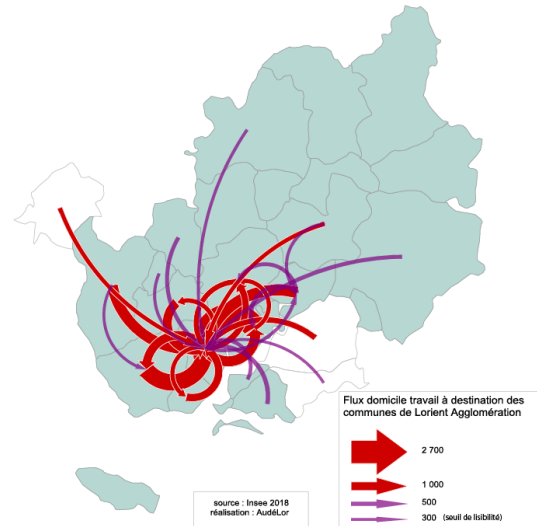 Flux domicile travail à destination des
communes de Lorient Agglomération
2 700
1 000
500
300 (seuil de lisibilité)
source : Insee 2018
réalisation : AudéLor